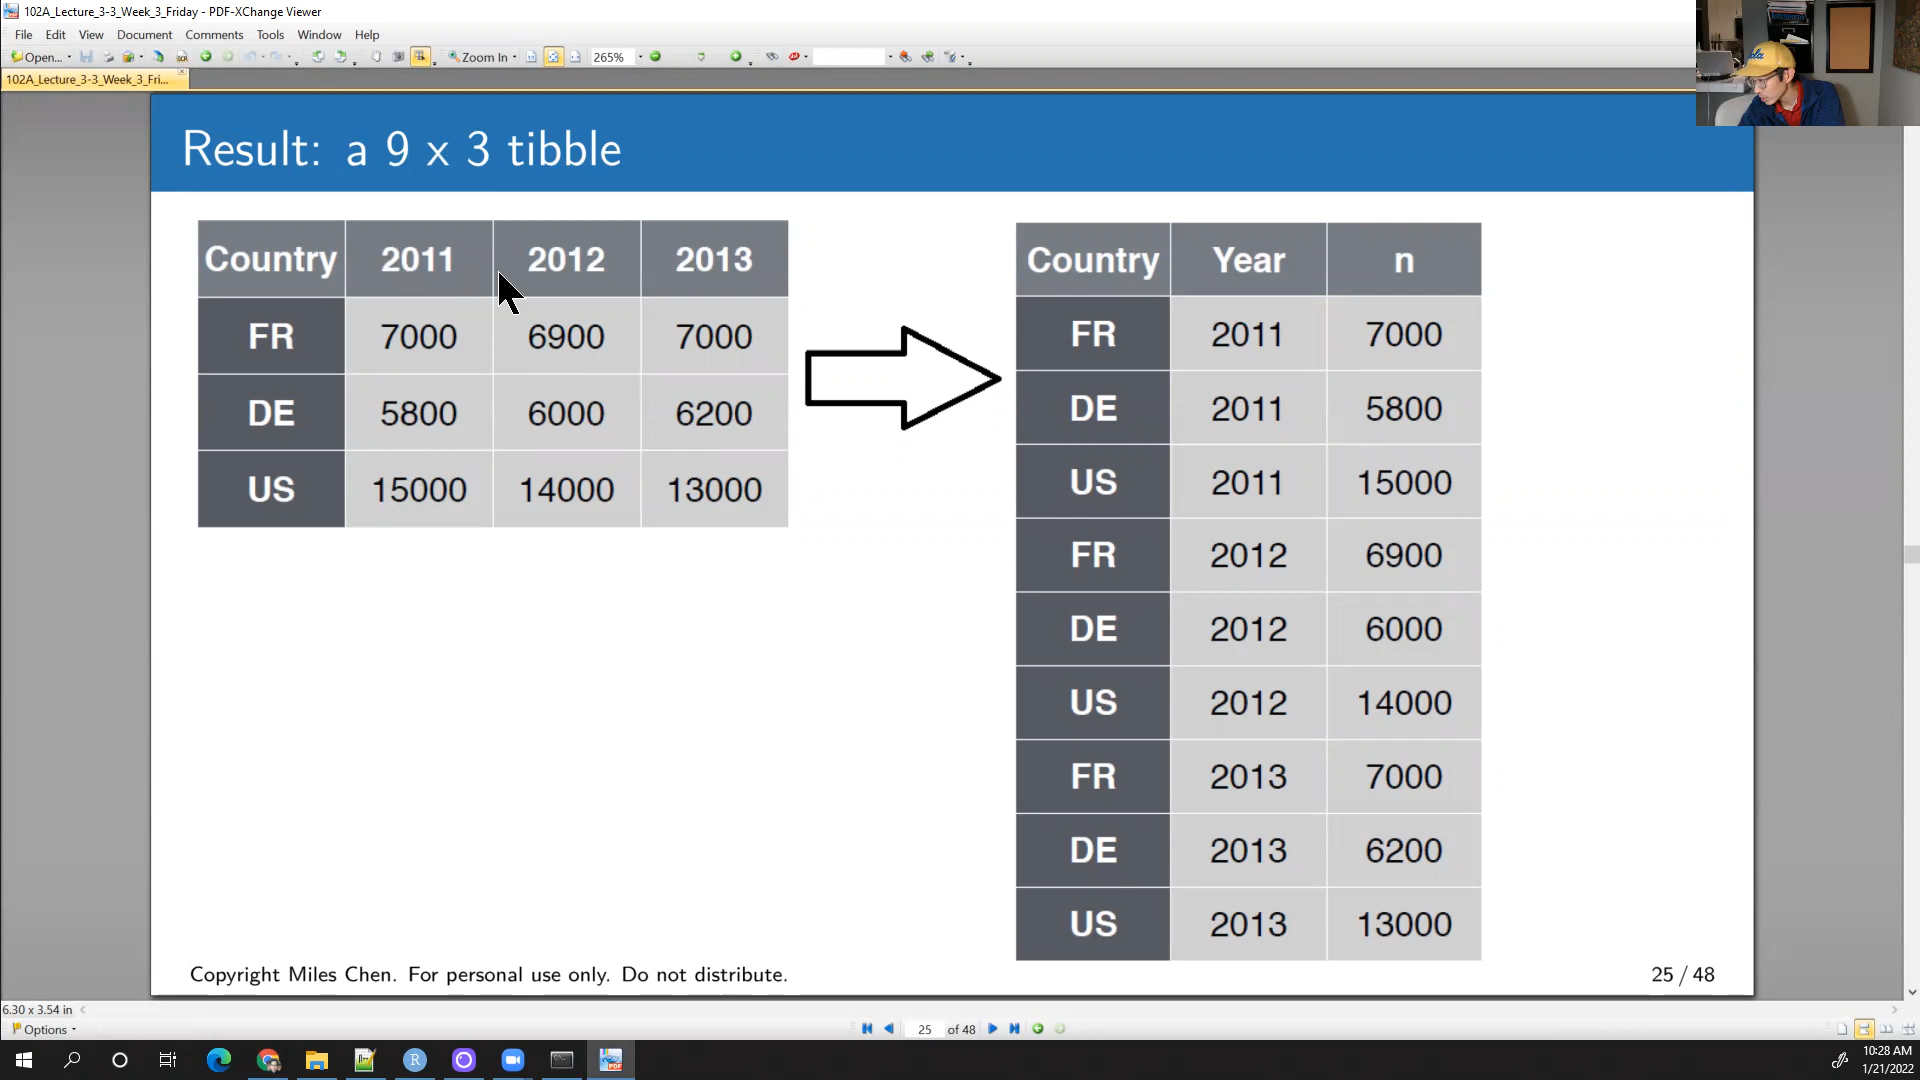 102A_Lecture_3-3_Week_3_Friday - PDF-XChange Viewer
File Edit View Document Comments Tools Window Help
Open... OCR Zoom In 265%
102A_Lecture_3-3_Week_3_Fri...
Result: a 9 x 3 tibble
Country 2011 2012 2013
FR 7000 6900 7000
DE 5800 6000 6200
US 15000 14000 13000
Country Year n
FR 2011 7000
DE 2011 5800
US 2011 15000
FR 2012 6900
DE 2012 6000
US 2012 14000
FR 2013 7000
DE 2013 6200
US 2013 13000
Copyright Miles Chen. For personal use only. Do not distribute.
25 / 48
6.30 x 3.54 in
Options
25 of 48
R
PDF
10:28 AM
1/21/2022